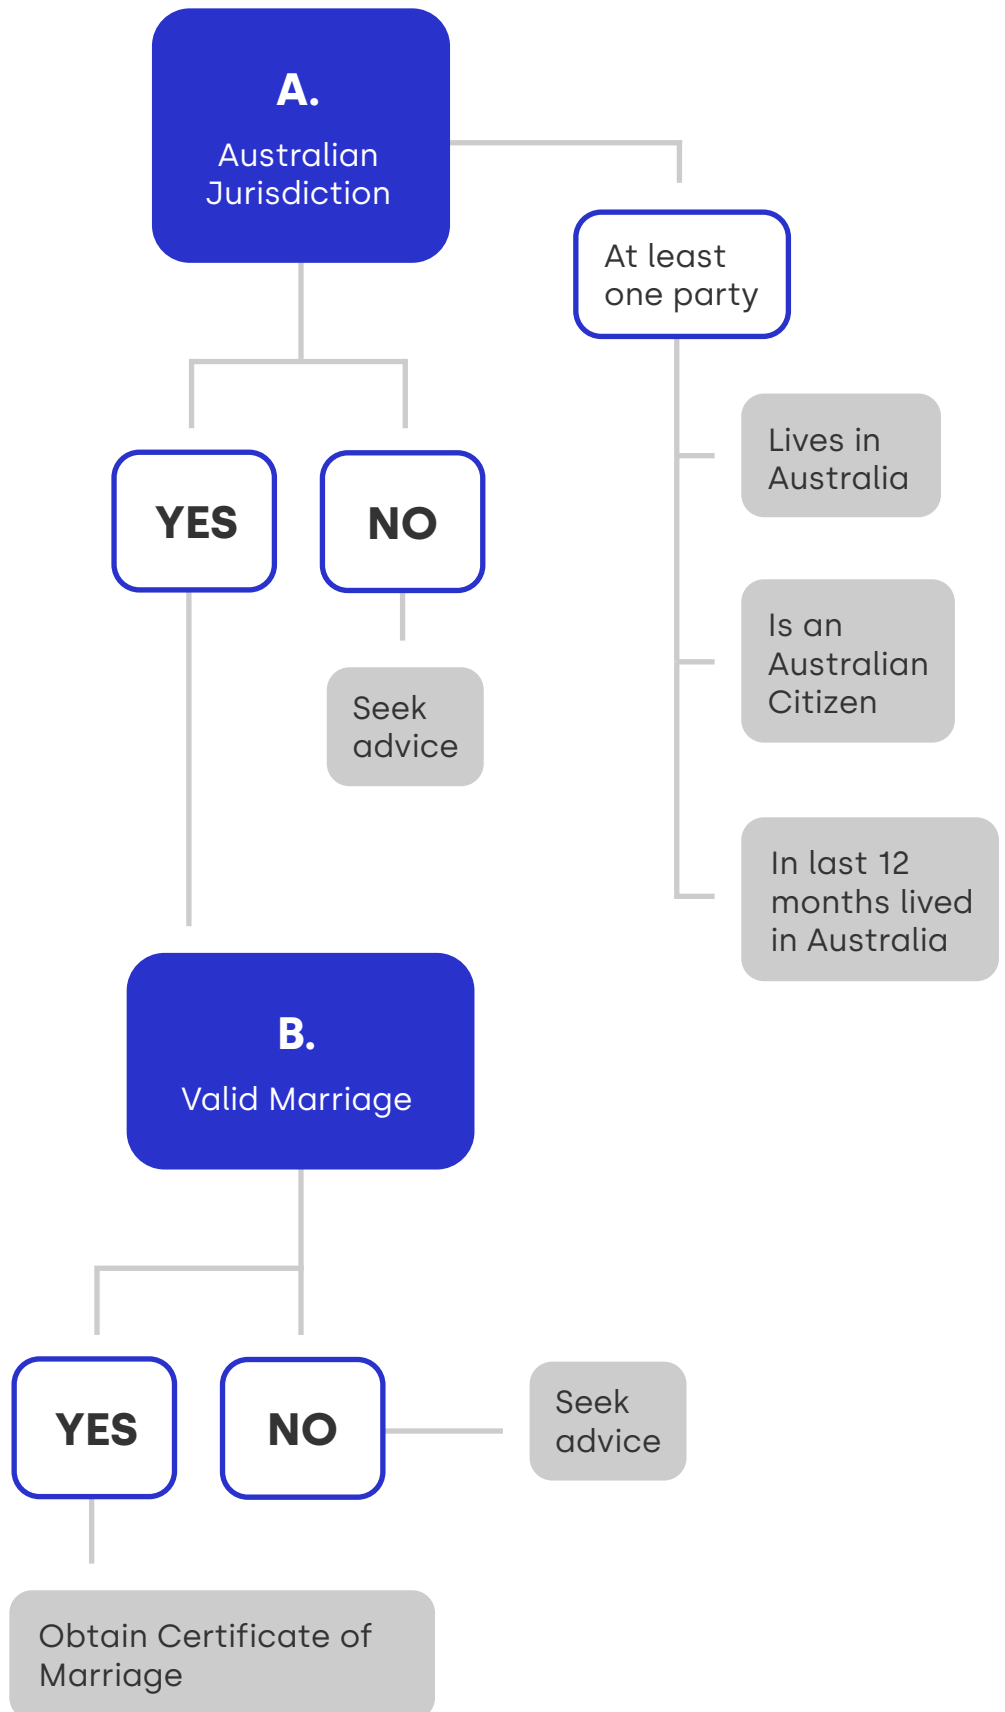 A.
Australian
Jurisdiction
At least
one party
Lives in
Australia
YES
NO
Is an
Australian
Citizen
Seek
advice
In last 12
months lived
in Australia
B.
Valid Marriage
YES
NO
Seek
advice
Obtain Certificate of
Marriage